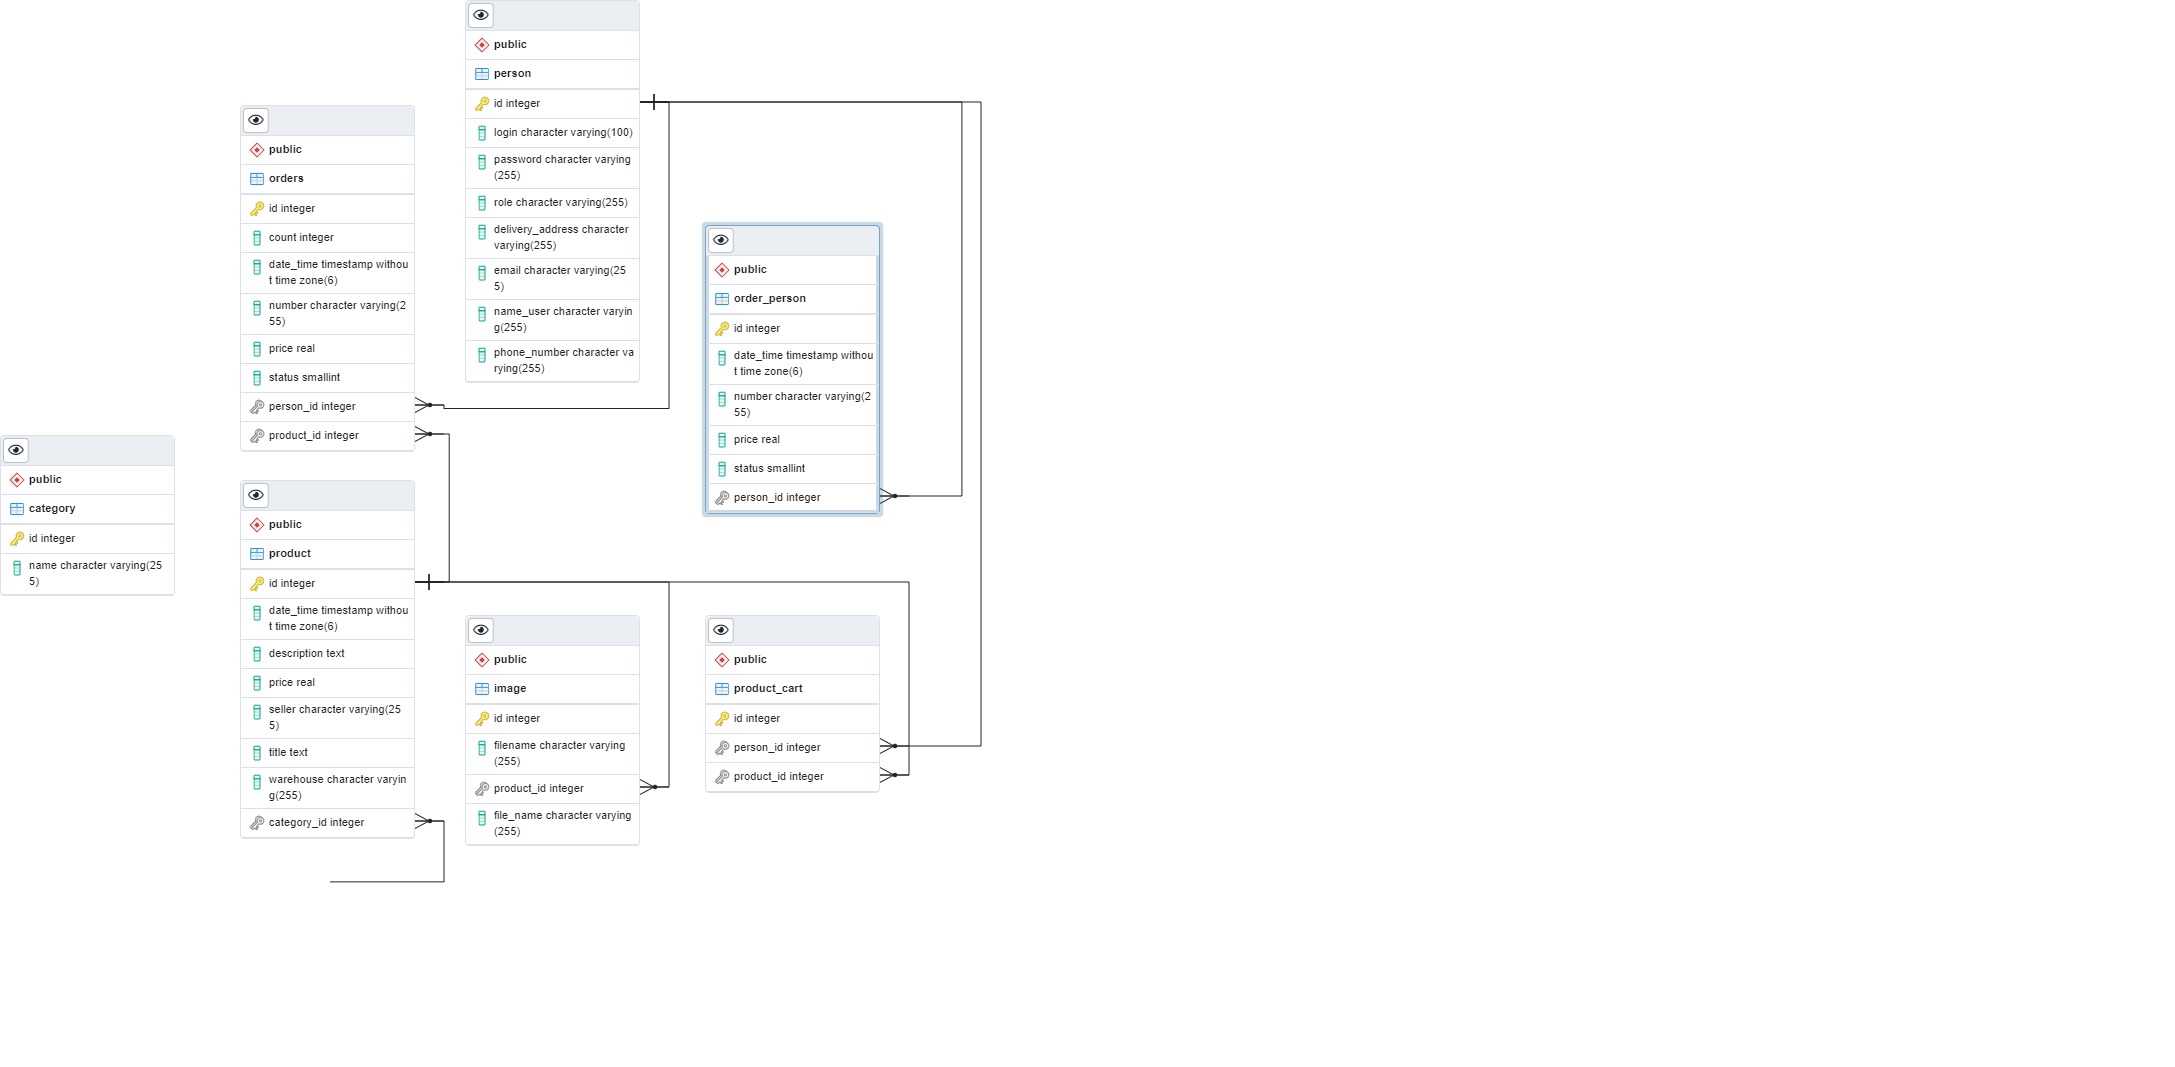 public
person
id integer
login character varying(100)
password character varying
(255)
role character varying(255)
delivery_address character
varying(255)
email character varying(25
5)
name_user character varyin
g(255)
phone_number character va
rying(255)
public
orders
id integer
count integer
date_time timestamp withou
t time zone(6)
number character varying(2
55)
price real
status smallint
person_id integer
product_id integer
public
order_person
id integer
date_time timestamp withou
t time zone(6)
number character varying(2
55)
price real
status smallint
person_id integer
public
category
id integer
name character varying(25
5)
public
product
id integer
date_time timestamp withou
t time zone(6)
description text
price real
seller character varying(25
5)
title text
warehouse character varyin
g(255)
category_id integer
public
image
id integer
filename character varying
(255)
product_id integer
file_name character varying
(255)
public
product_cart
id integer
person_id integer
product_id integer